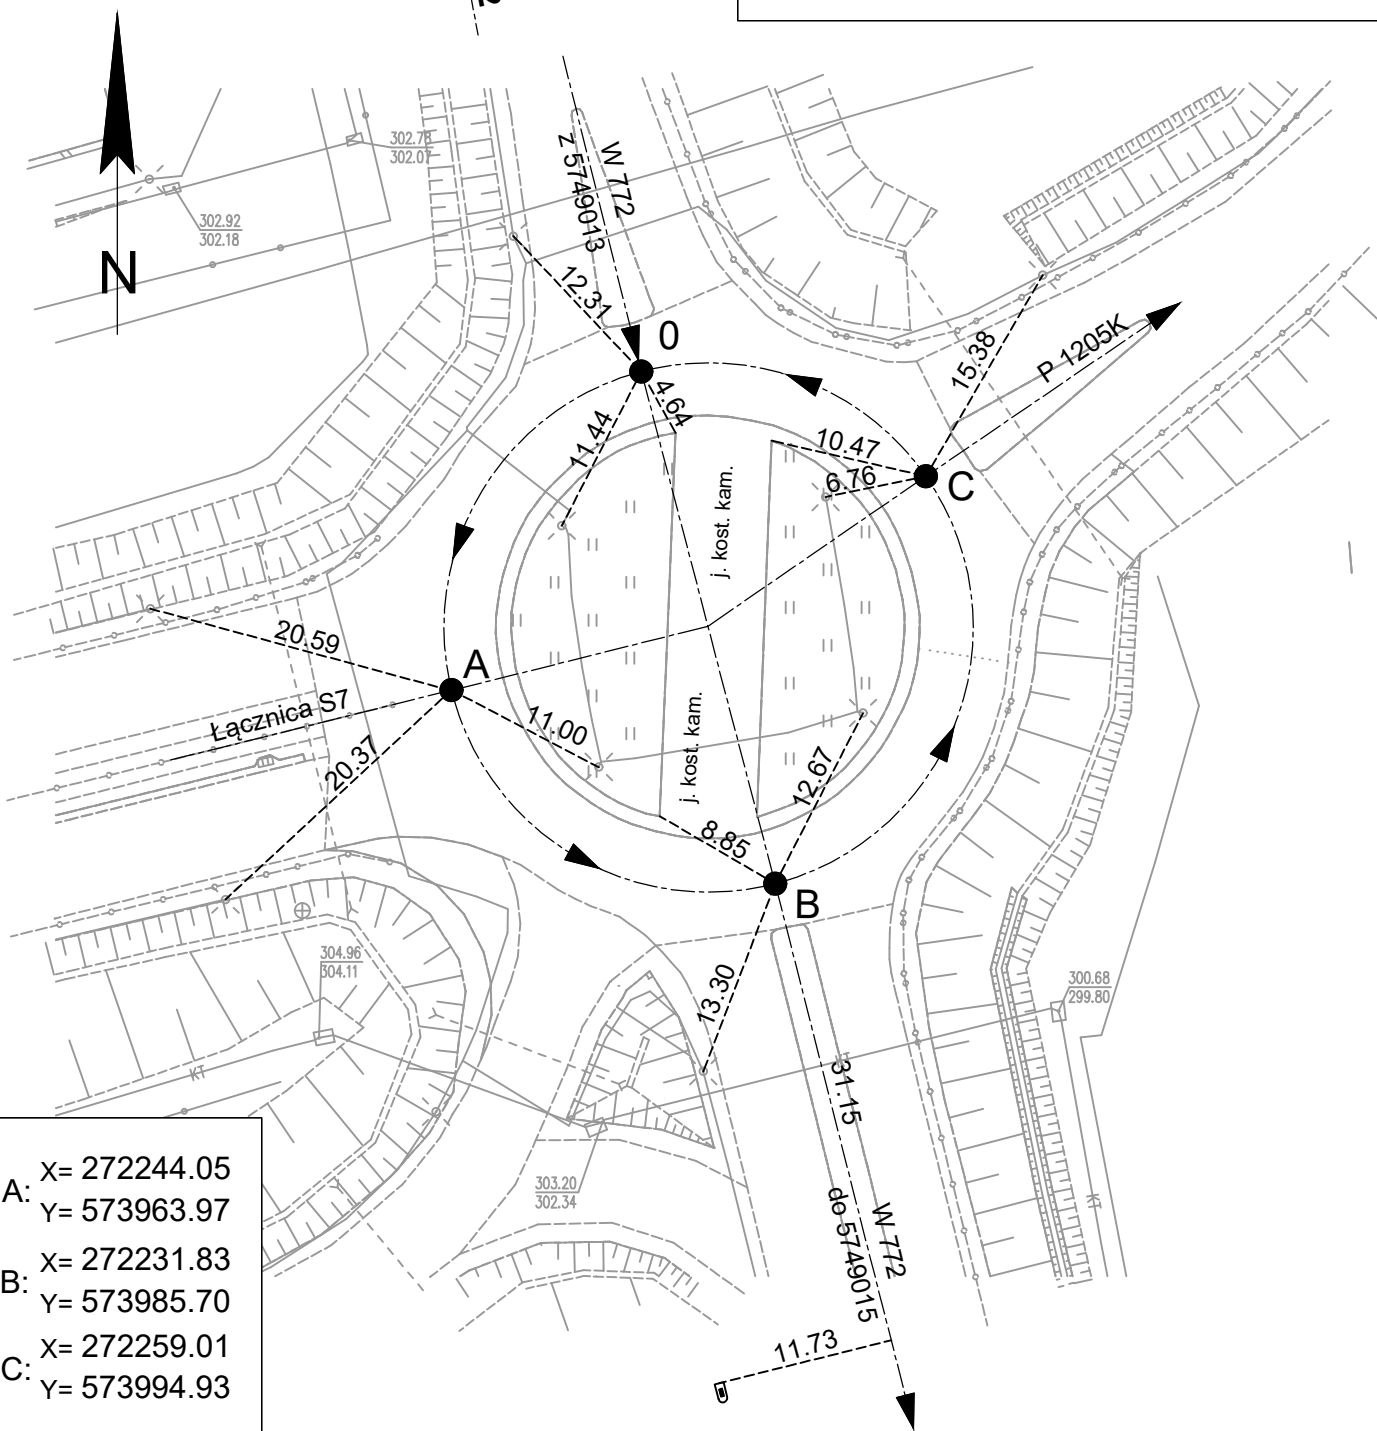 302.78
302.07
302.92
302.18
N
W 772
z 5749013
12.31
0
4.64
11.44
15.38
P 1205K
10.47
6.76
C
j. kost. kam.
20.59
A
Łącznica S7
11.00
20.37
j. kost. kam.
12.67
8.85
B
13.30
304.96
304.11
300.68
299.80
KT
KT
31.15
303.20
302.34
KT
W 772
do 5749015
11.73
A: X= 272244.05
Y= 573963.97
B: X= 272231.83
Y= 573985.70
C: X= 272259.01
Y= 573994.93